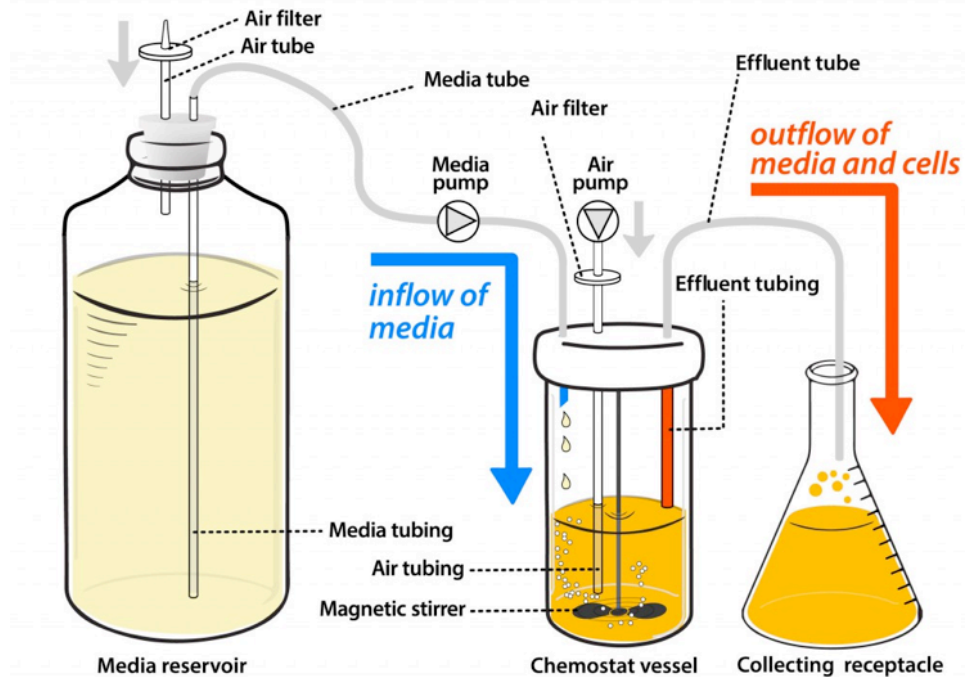 Air filter
Air tube
Media tube
Effluent tube
Air filter
outflow of
media and cells
Media
pump
Air
pump
Effluent tubing
inflow of
media
Media tubing
Air tubing
Magnetic stirrer
Media reservoir
Chemostat vessel
Collecting receptacle